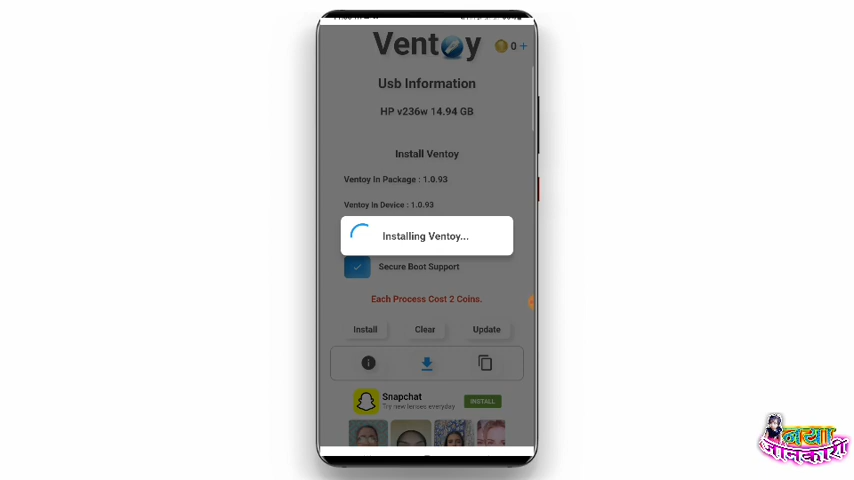 Ventoy
0 +
Usb Information
HP v236w 14.94 GB
Install Ventoy
Ventoy In Package : 1.0.93
Ventoy In Device : 1.0.93
Installing Ventoy...
Secure Boot Support
Each Process Cost 2 Coins.
Install Clear Update
Snapchat
Try new lenses everyday
INSTALL
नया
जानकारी